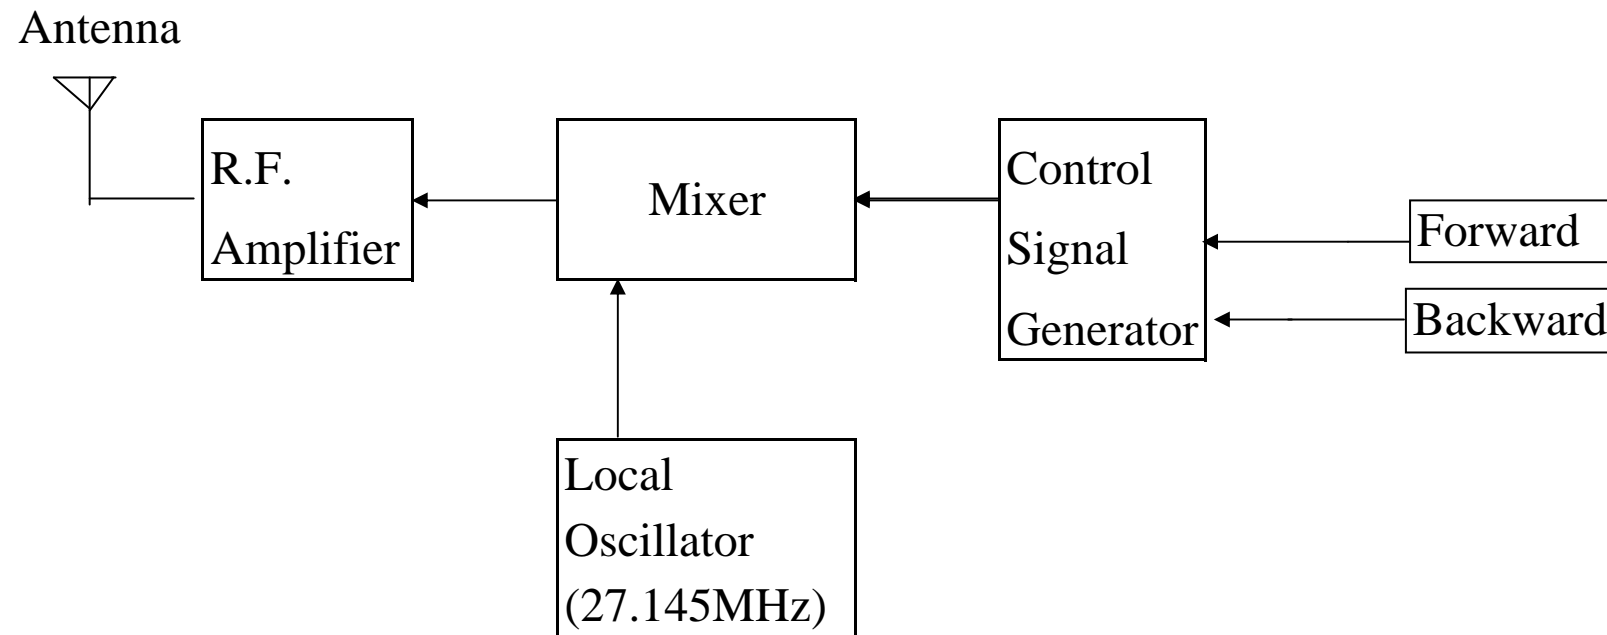 Antenna
R.F.
Amplifier
Mixer
Control
Signal
Generator
Forward
Backward
Local
Oscillator
(27.145MHz)